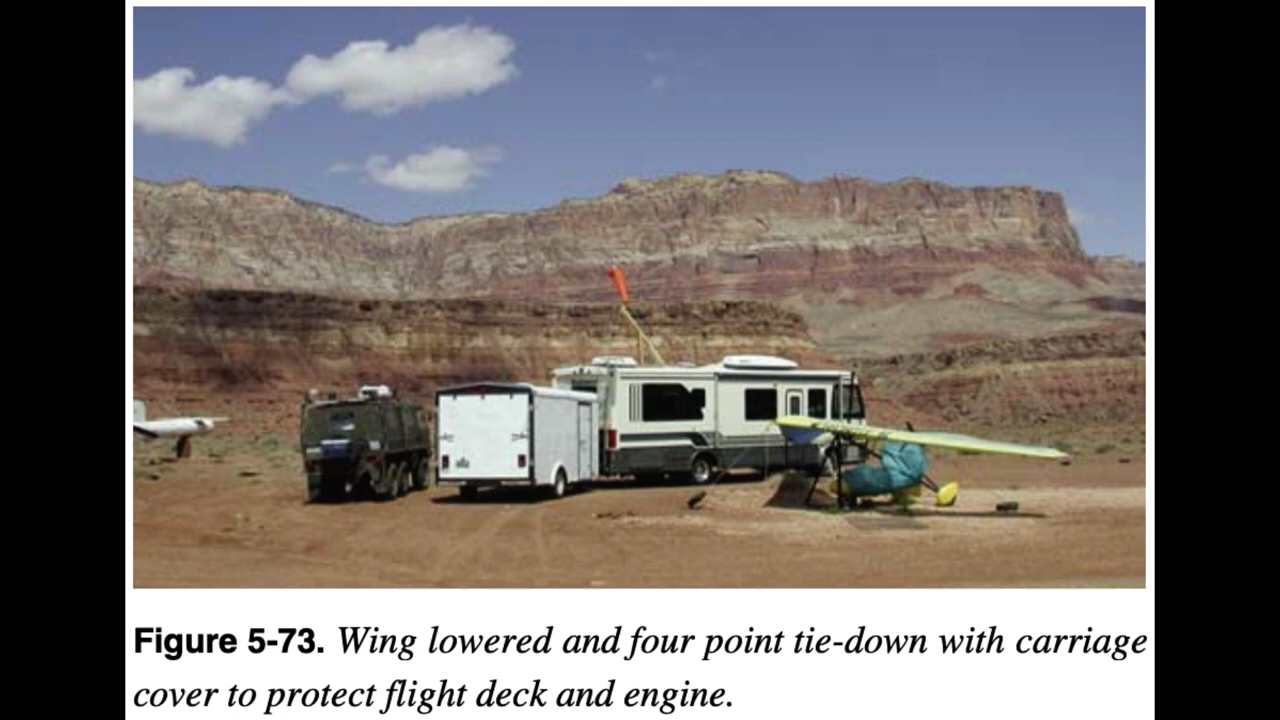 Figure 5-73. Wing lowered and four point tie-down with carriage
cover to protect flight deck and engine.